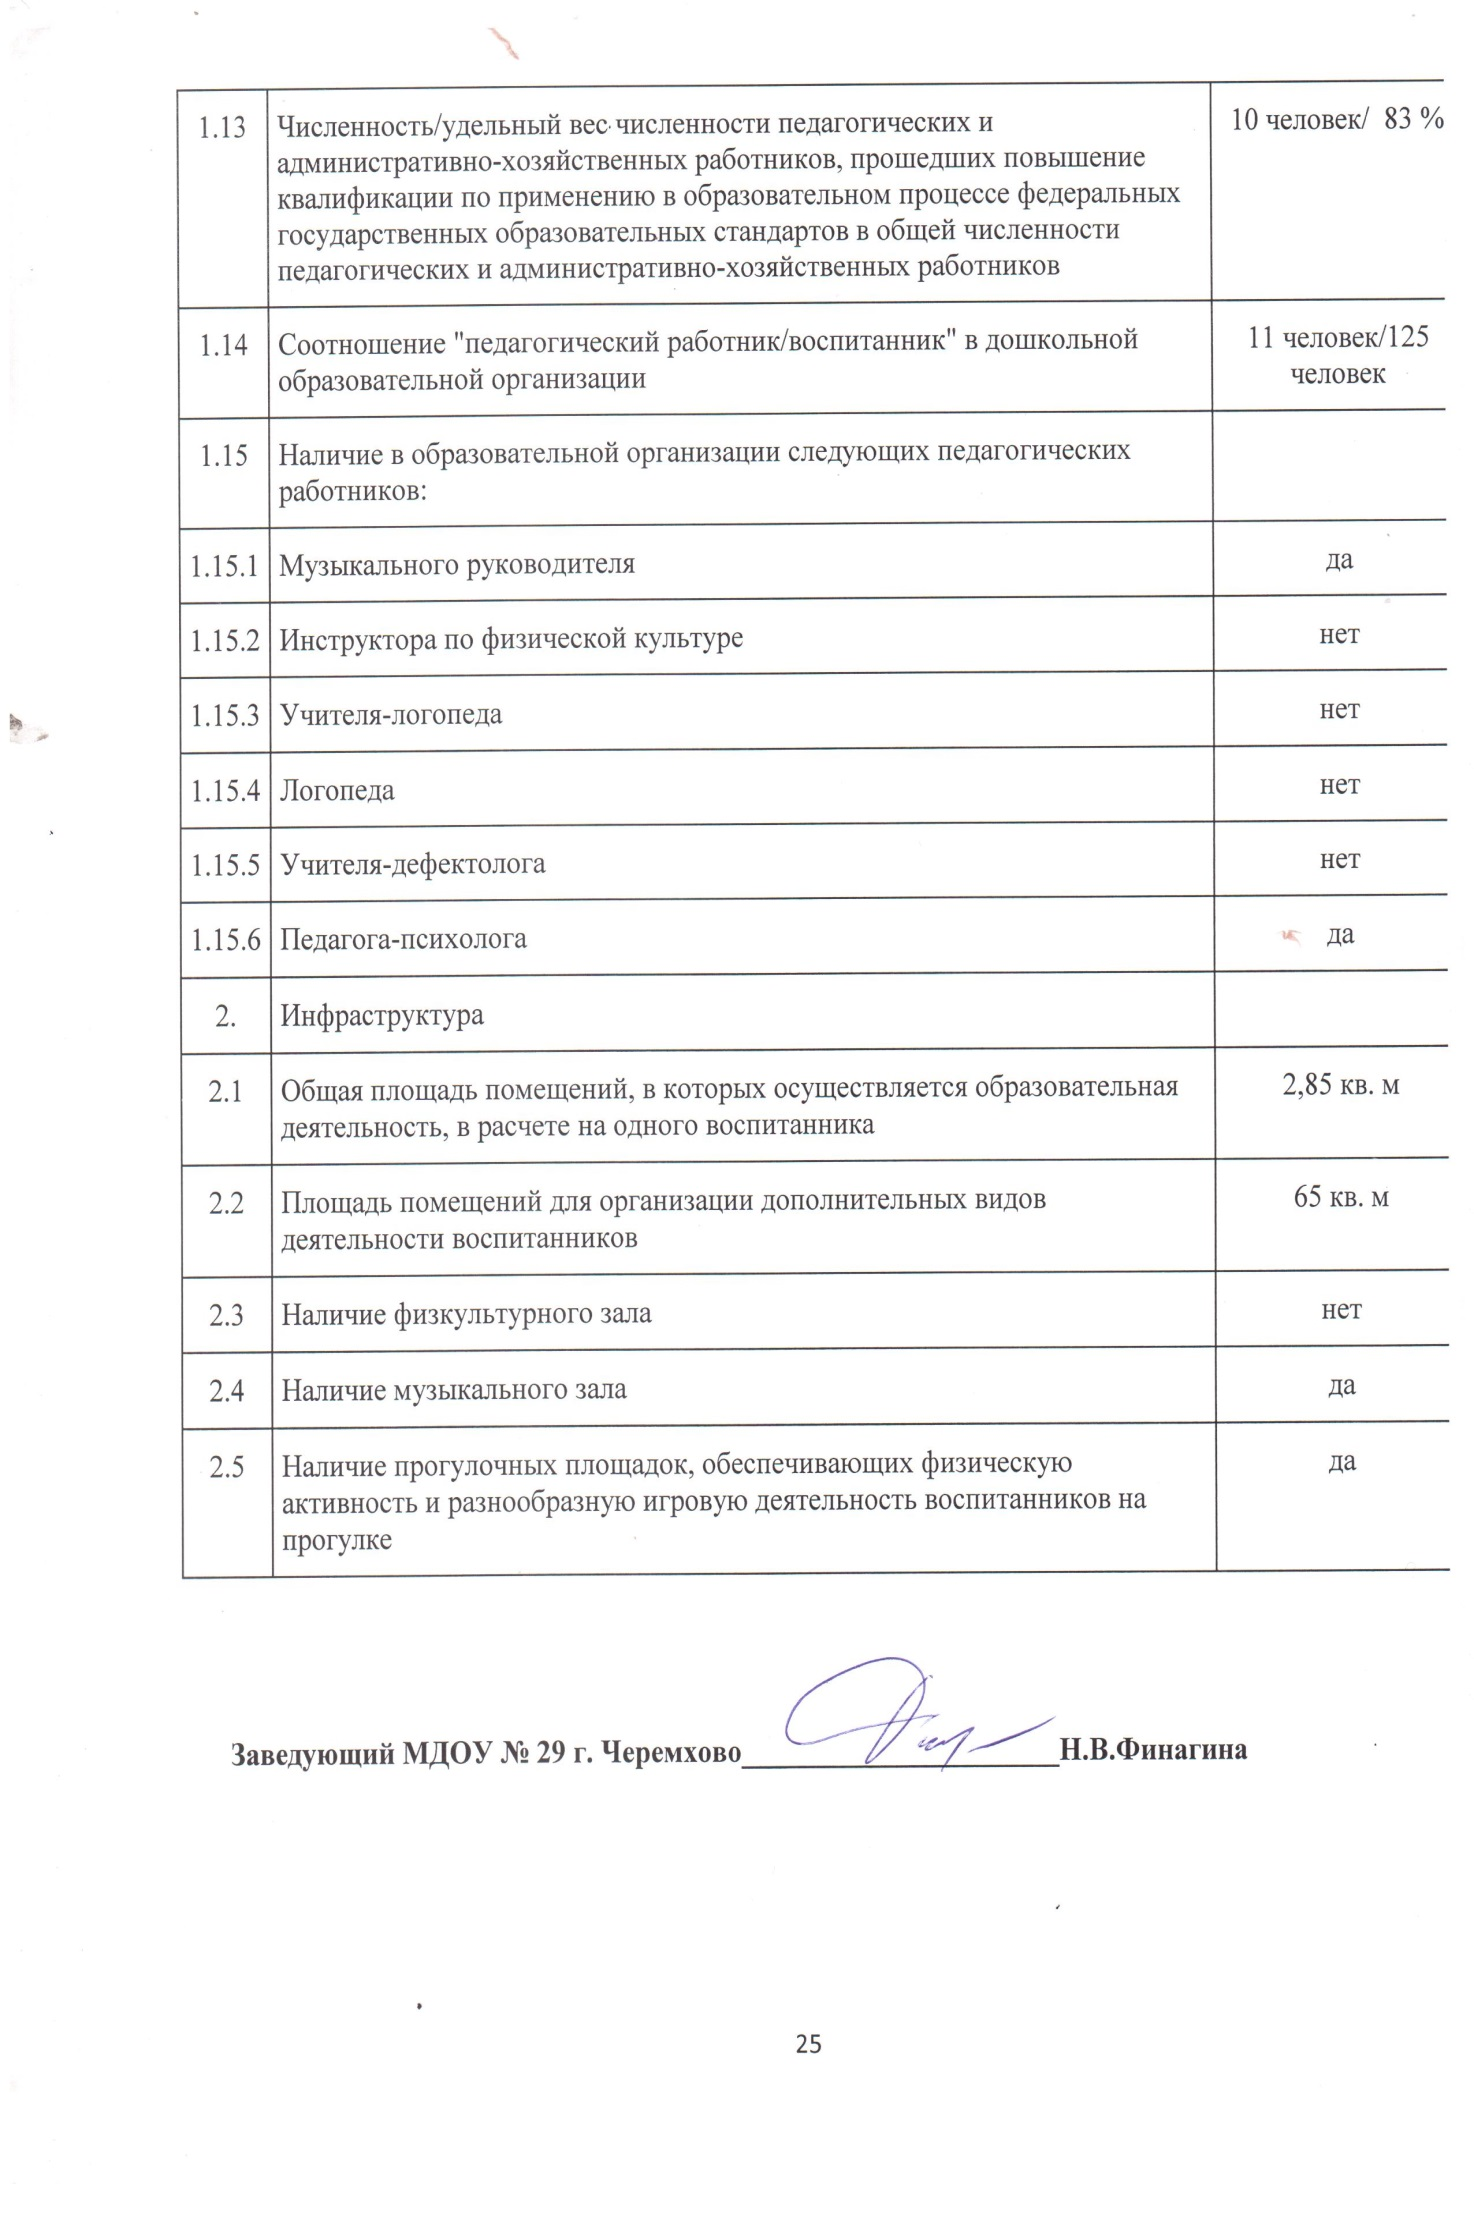 1.13 Численность/удельный вес численности педагогических и 10 человек/ 83 %
административно-хозяйственных работников, прошедших повышение
квалификации по применению в образовательном процессе федеральных
государственных образовательных стандартов в общей численности
педагогических и административно-хозяйственных работников
1.14 Соотношение "педагогический работник/воспитанник" в дошкольной 11 человек/125
образовательной организации человек
1.15 Наличие в образовательной организации следующих педагогических
работников:
1.15.1 Музыкального руководителя да
1.15.2 Инструктора по физической культуре нет
1.15.3 Учителя-логопеда нет
1.15.4 Логопеда нет
1.15.5 Учителя-дефектолога нет
1.15.6 Педагога-психолога да
2. Инфраструктура
2.1 Общая площадь помещений, в которых осуществляется образовательная 2,85 кв. м
деятельность, в расчете на одного воспитанника
2.2 Площадь помещений для организации дополнительных видов 65 кв. м
деятельности воспитанников
2.3 Наличие физкультурного зала нет
2.4 Наличие музыкального зала да
2.5 Наличие прогулочных площадок, обеспечивающих физическую да
активность и разнообразную игровую деятельность воспитанников на
прогулке
Заведующий МДОУ № 29 г. Черемхово Н.В.Финагина
25